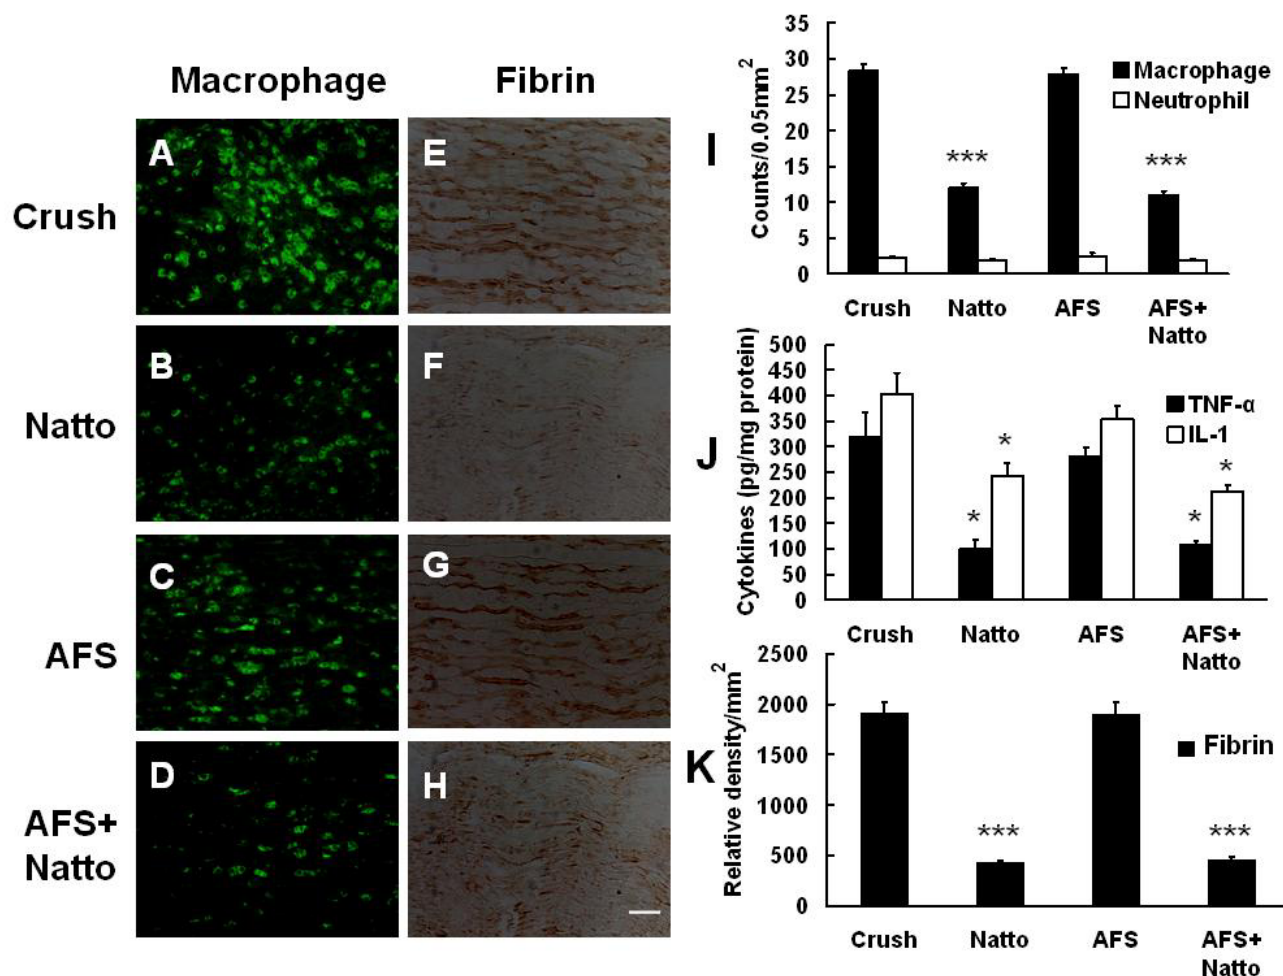 Macrophage Fibrin
Crush
Natto
AFS
AFS+
Natto
A
B
C
D
E
F
G
H
I
Counts/0.05mm²
35
30
25
20
15
10
5
0
Macrophage
Neutrophil
***
***
Crush Natto AFS AFS+
Natto
J
Cytokines (pg/mg protein)
500
450
400
350
300
250
200
150
100
50
0
TNF-α
IL-1
*
*
*
*
Crush Natto AFS AFS+
Natto
K
Relative density/mm²
2500
2000
1500
1000
500
0
Fibrin
***
***
Crush Natto AFS AFS+
Natto